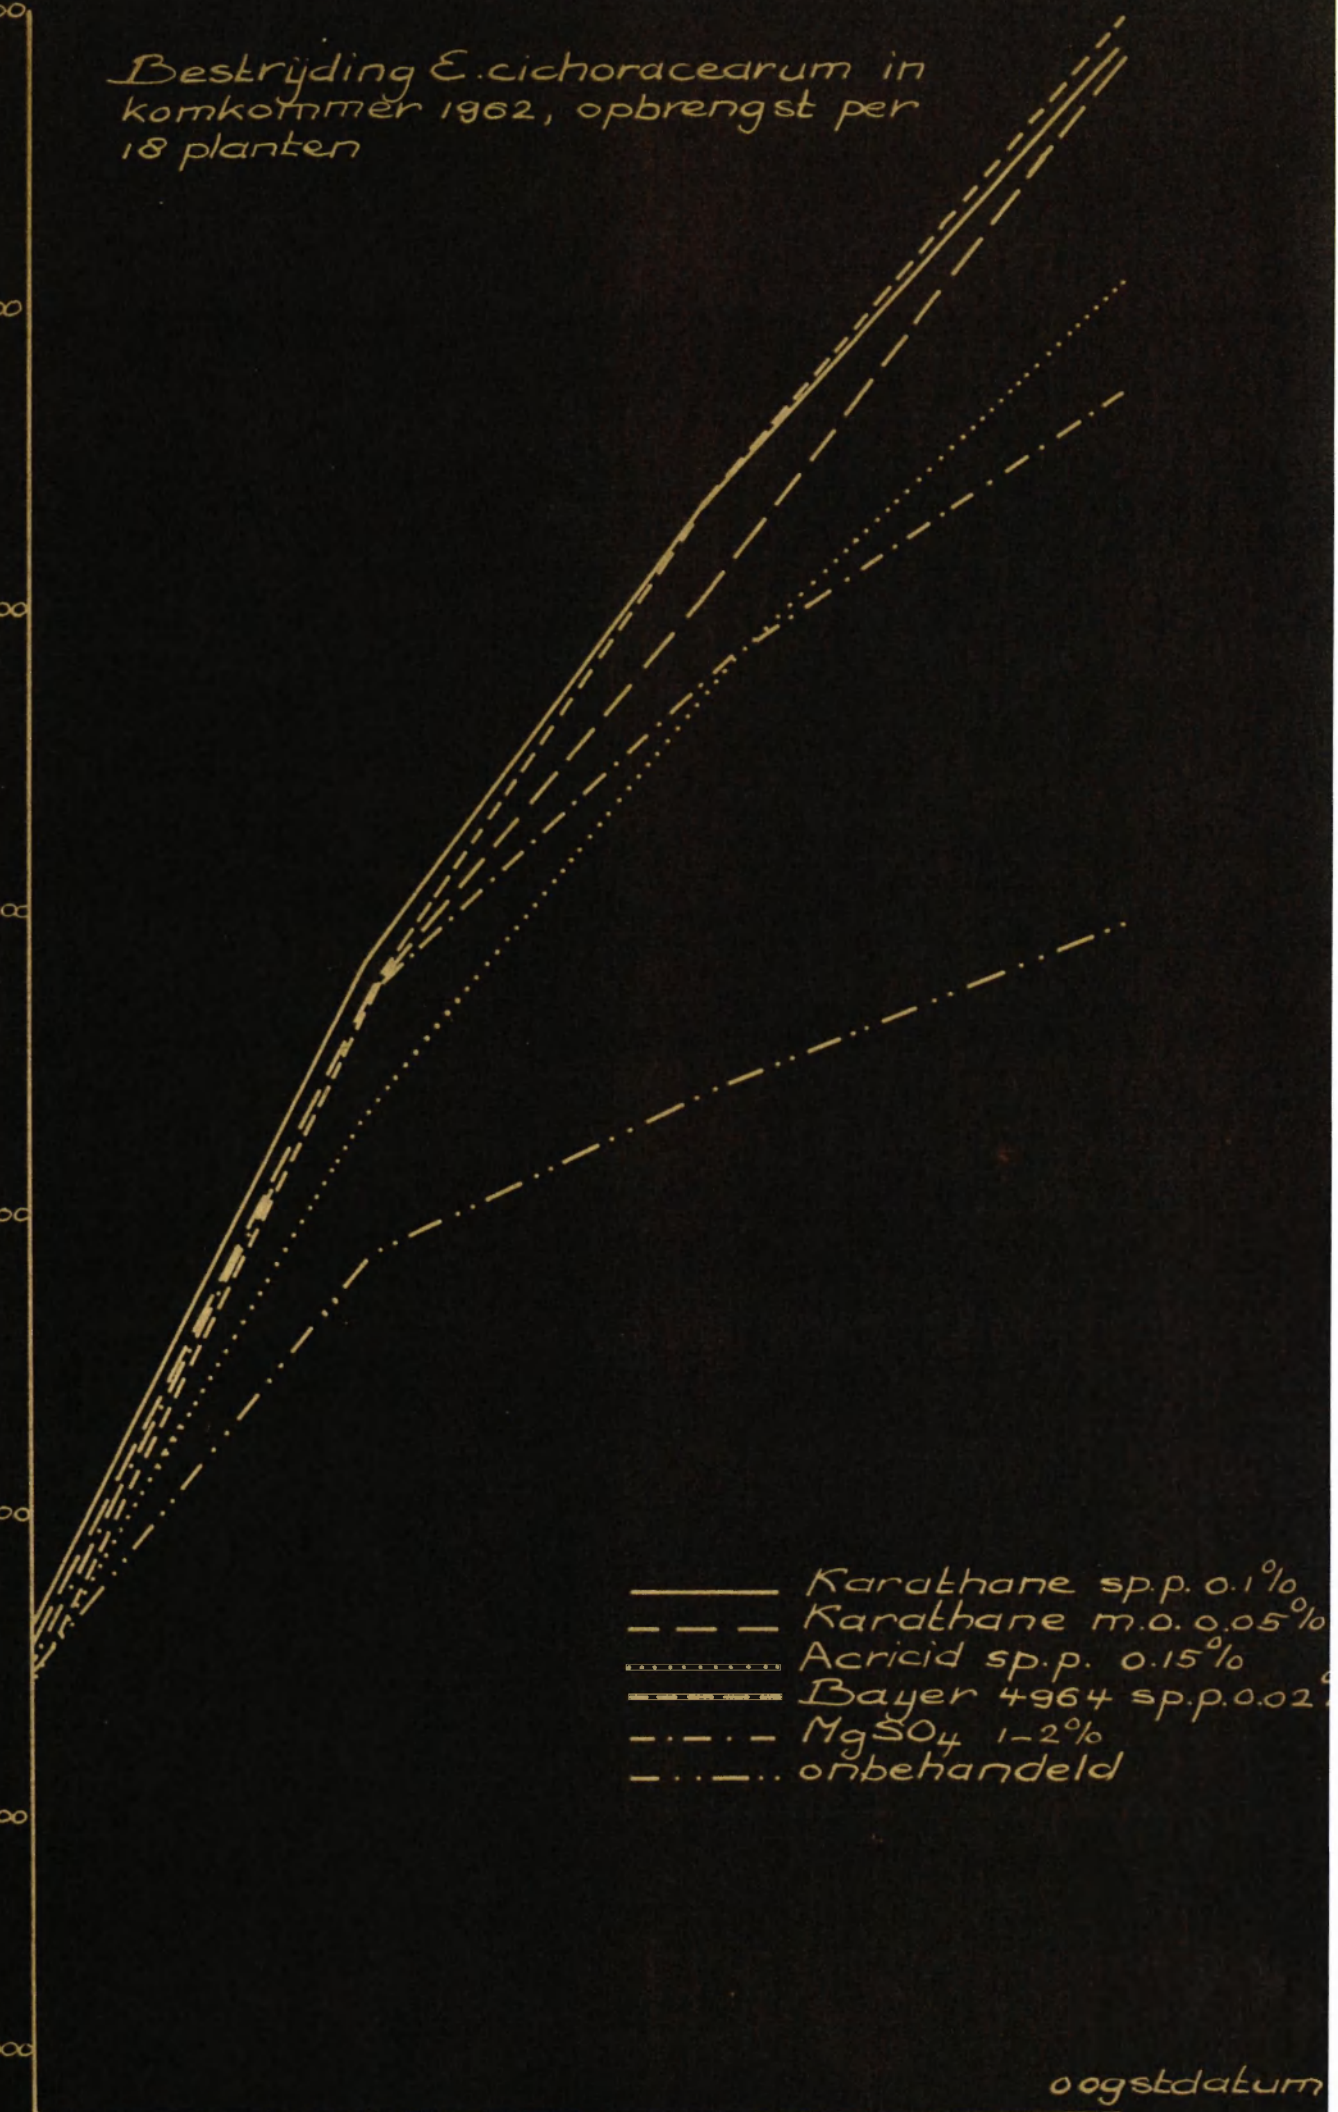 Bestrijding E. cichoracearum in
komkommer 1962, opbrengst per
18 planten
Karathane sp.p. 0.1%
Karathane m.o. 0.05%
Acricid sp.p. 0.15%
Bayer 4964 sp.p. 0.02
MgSO4 1-2%
onbehandeld
oogstdatum